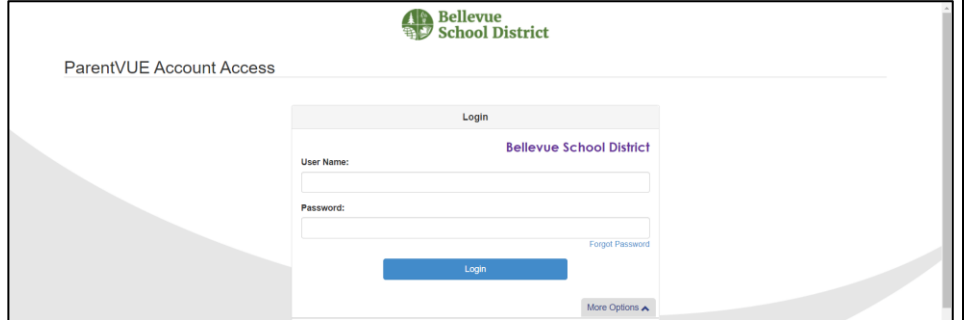 Bellevue
School District
ParentVUE Account Access
Login
Bellevue School District
User Name:
Password:
Forgot Password
Login
More Options